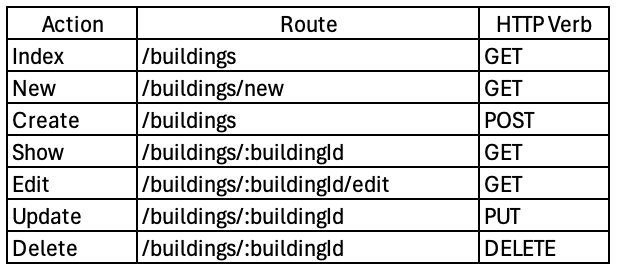 Action Route HTTP Verb
Index /buildings GET
New /buildings/new GET
Create /buildings POST
Show /buildings/:buildingId GET
Edit /buildings/:buildingId/edit GET
Update /buildings/:buildingId PUT
Delete /buildings/:buildingId DELETE